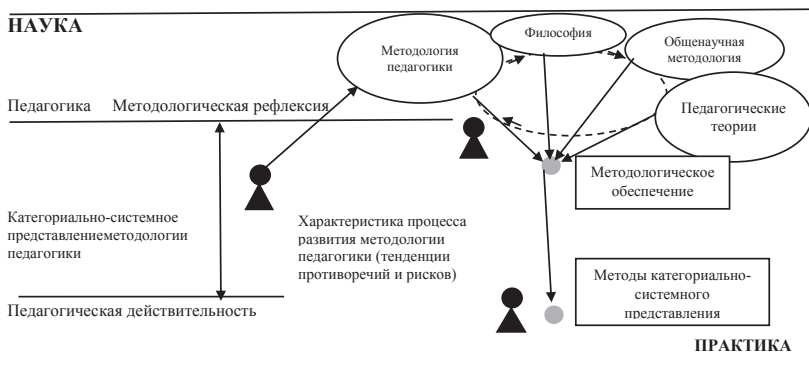 НАУКА
Философия
Методология
педагогики
Общенаучная
методология
Педагогика Методологическая рефлексия
Педагогические
теории
Методологическое
обеспечение
Категориально-системное
представлениеметодологии
педагогики
Характеристика процесса
развития методологии
педагогики (тенденции
противоречий и рисков)
Методы категориально-
системного
представления
Педагогическая действительность
ПРАКТИКА